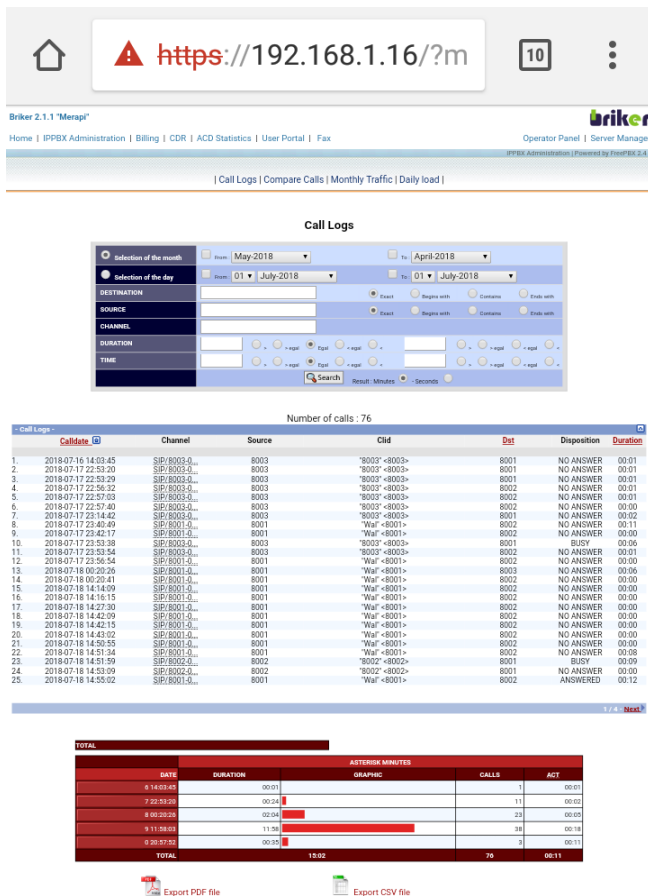 https://192.168.1.16/?m
10
Briker 2.1.1 "Merapi"
briker
Home | IPPBX Administration | Billing | CDR | ACD Statistics | User Portal | Fax
Operator Panel | Server Manage
IPPBX Administration | Powered by FreePBX 2.4
| Call Logs | Compare Calls | Monthly Traffic | Daily load |
Call Logs
Selection of the month From : May-2018 To : April-2018
Selection of the day From : 01 July-2018 To : 01 July-2018
DESTINATION Exact Begins with Contains Ends with
SOURCE Exact Begins with Contains Ends with
CHANNEL
DURATION > > egal Egal < egal < > > egal < egal <
TIME > > egal Egal < egal < > > egal < egal <
Search Result : Minutes - Seconds
Number of calls : 76
- Call Logs -
Calldate Channel Source Clid Dst Disposition Duration
1. 2018-07-16 14:03:45 SIP/8003-0... 8003 "8003" <8003> 8001 NO ANSWER 00:01
2. 2018-07-17 22:53:20 SIP/8003-0... 8003 "8003" <8003> 8001 NO ANSWER 00:01
3. 2018-07-17 22:53:29 SIP/8003-0... 8003 "8003" <8003> 8001 NO ANSWER 00:01
4. 2018-07-17 22:56:32 SIP/8003-0... 8003 "8003" <8003> 8002 NO ANSWER 00:01
5. 2018-07-17 22:57:03 SIP/8003-0... 8003 "8003" <8003> 8002 NO ANSWER 00:01
6. 2018-07-17 22:57:40 SIP/8003-0... 8003 "8003" <8003> 8002 NO ANSWER 00:00
7. 2018-07-17 23:14:42 SIP/8003-0... 8003 "8003" <8003> 8001 NO ANSWER 00:02
8. 2018-07-17 23:40:49 SIP/8001-0... 8001 "Wal" <8001> 8002 NO ANSWER 00:11
9. 2018-07-17 23:42:17 SIP/8001-0... 8001 "Wal" <8001> 8002 NO ANSWER 00:00
10. 2018-07-17 23:53:38 SIP/8003-0... 8003 "8003" <8003> 8001 BUSY 00:06
11. 2018-07-17 23:53:54 SIP/8003-0... 8003 "8003" <8003> 8002 NO ANSWER 00:01
12. 2018-07-17 23:56:54 SIP/8001-0... 8001 "Wal" <8001> 8002 NO ANSWER 00:00
13. 2018-07-18 00:20:26 SIP/8001-0... 8001 "Wal" <8001> 8003 NO ANSWER 00:06
14. 2018-07-18 00:20:41 SIP/8001-0... 8001 "Wal" <8001> 8002 NO ANSWER 00:00
15. 2018-07-18 14:14:09 SIP/8001-0... 8001 "Wal" <8001> 8002 NO ANSWER 00:00
16. 2018-07-18 14:16:15 SIP/8001-0... 8001 "Wal" <8001> 8002 NO ANSWER 00:00
17. 2018-07-18 14:27:30 SIP/8001-0... 8001 "Wal" <8001> 8002 NO ANSWER 00:00
18. 2018-07-18 14:42:09 SIP/8001-0... 8001 "Wal" <8001> 8002 NO ANSWER 00:00
19. 2018-07-18 14:42:15 SIP/8001-0... 8001 "Wal" <8001> 8002 NO ANSWER 00:00
20. 2018-07-18 14:43:02 SIP/8001-0... 8001 "Wal" <8001> 8002 NO ANSWER 00:00
21. 2018-07-18 14:50:55 SIP/8001-0... 8001 "Wal" <8001> 8002 NO ANSWER 00:00
22. 2018-07-18 14:51:34 SIP/8001-0... 8001 "Wal" <8001> 8002 NO ANSWER 00:08
23. 2018-07-18 14:51:59 SIP/8002-0... 8002 "8002" <8002> 8001 BUSY 00:09
24. 2018-07-18 14:53:09 SIP/8002-0... 8002 "8002" <8002> 8001 NO ANSWER 00:00
25. 2018-07-18 14:55:02 SIP/8001-0... 8001 "Wal" <8001> 8002 ANSWERED 00:12
1 / 4 - Next
TOTAL
ASTERISK MINUTES
DATE DURATION GRAPHIC CALLS ACT
6 14:03:45 00:01 1 00:01
7 22:53:20 00:24 11 00:02
8 00:20:26 02:04 23 00:05
9 11:58:03 11:58 38 00:18
0 20:57:52 00:35 3 00:11
TOTAL 15:02 76 00:11
Export PDF file
Export CSV file